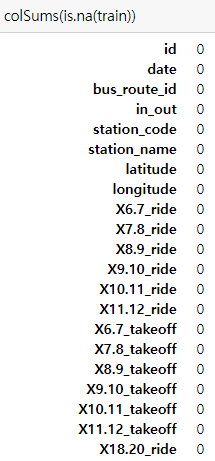 colSums(is.na(train))
id 0
date 0
bus_route_id 0
in_out 0
station_code 0
station_name 0
latitude 0
longitude 0
X6.7_ride 0
X7.8_ride 0
X8.9_ride 0
X9.10_ride 0
X10.11_ride 0
X11.12_ride 0
X6.7_takeoff 0
X7.8_takeoff 0
X8.9_takeoff 0
X9.10_takeoff 0
X10.11_takeoff 0
X11.12_takeoff 0
X18.20_ride 0